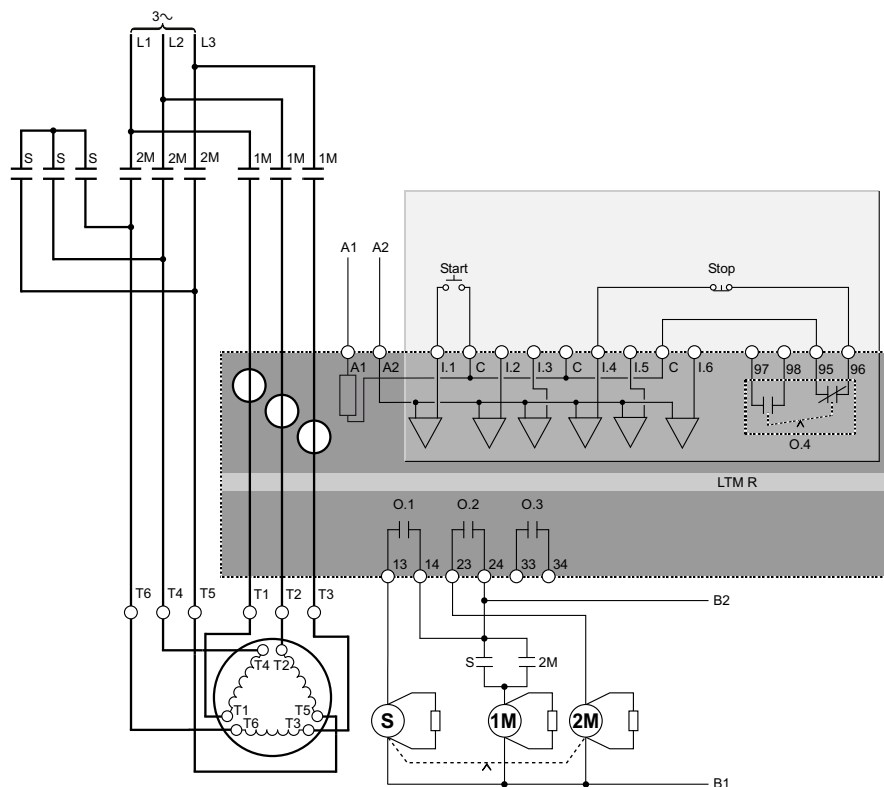 3∼
L1 L2 L3
S S S 2M 2M 2M 1M 1M 1M
A1 A2
Start
Stop
A1 A2 I.1 C I.2 I.3 C I.4 I.5 C I.6 97 98 95 96
O.4
LTM R
O.1 O.2 O.3
13 14 23 24 33 34
T6 T4 T5 T1 T2 T3
B2
T4 T2
S 2M
T1 T5
T6 T3
S 1M 2M
B1